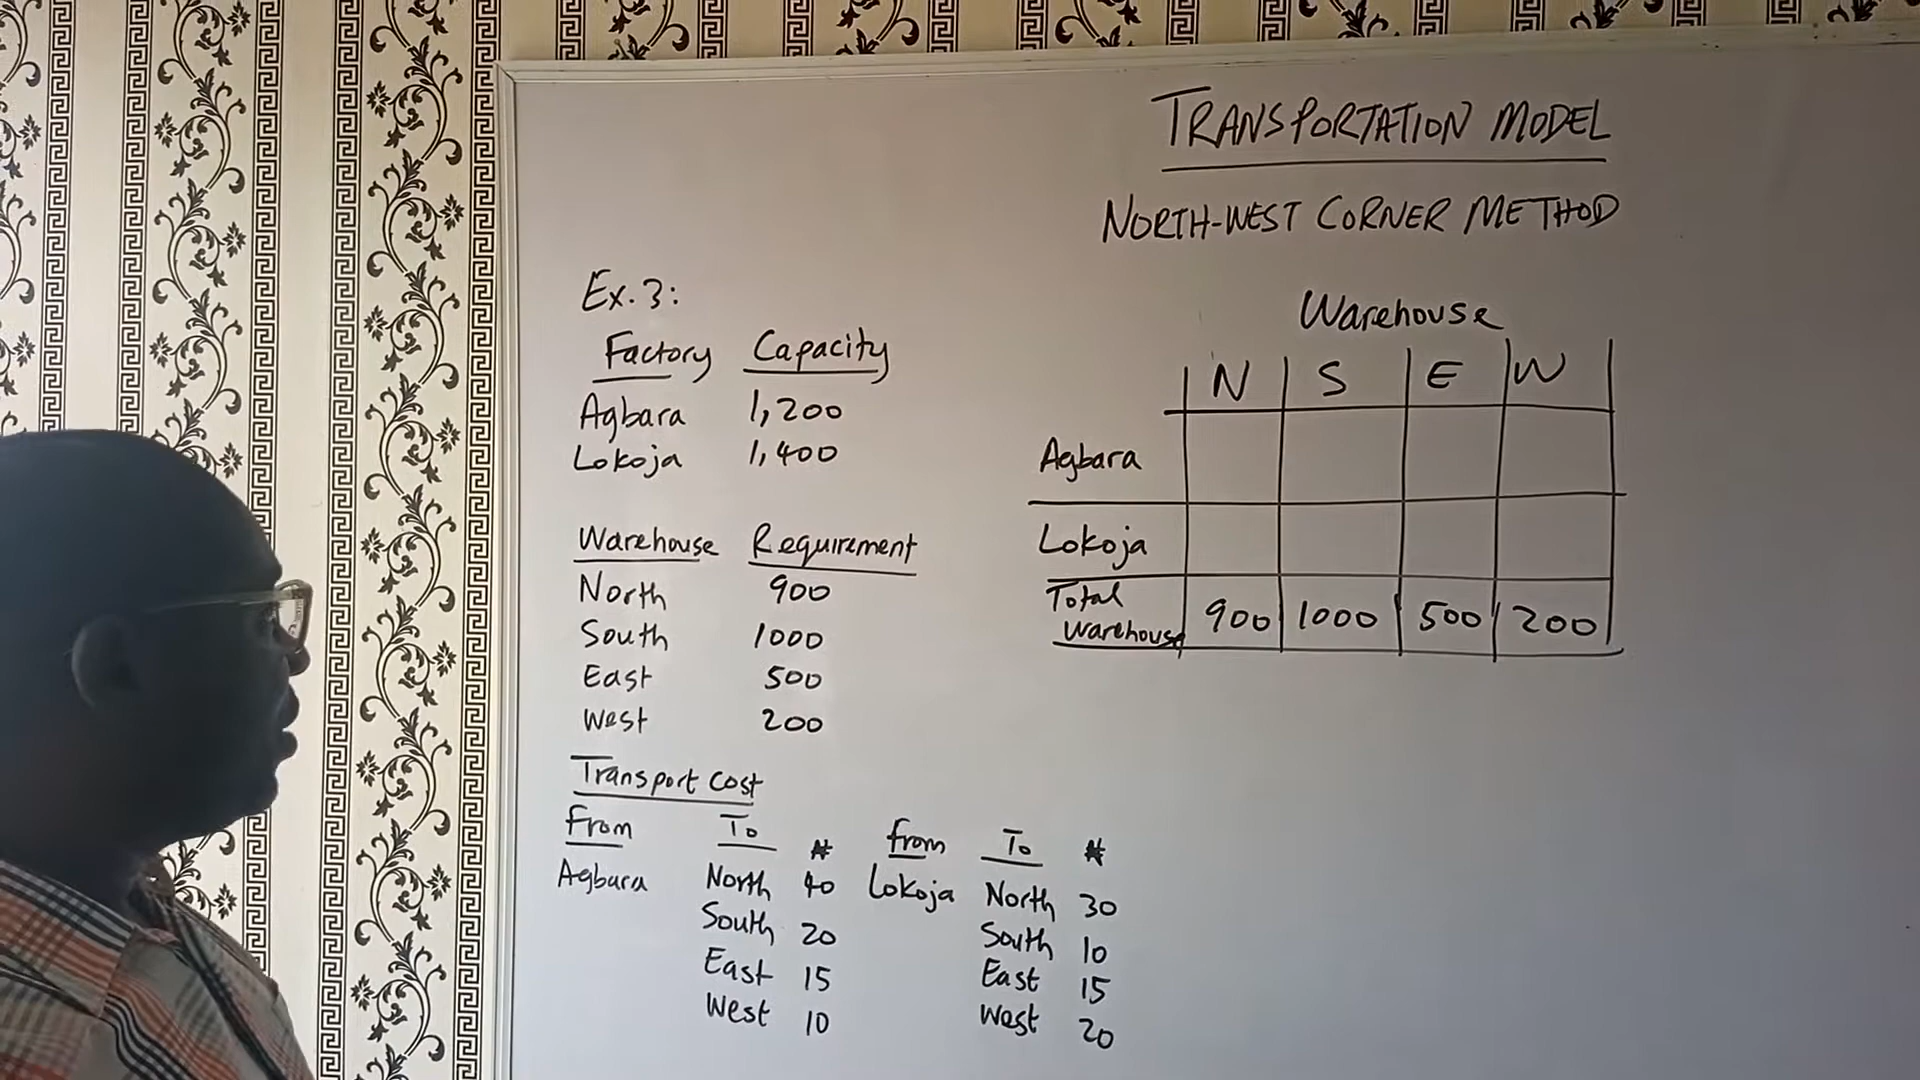 TRANSPORTATION MODEL
NORTH-WEST CORNER METHOD
Ex. 3:
Factory Capacity
Agbara 1,200
Lokoja 1,400
Warehouse Requirement
North 900
South 1000
East 500
West 200
Transport Cost
From To ₦ From To ₦
Agbara North 40 Lokoja North 30
South 20 South 10
East 15 East 15
West 10 West 20
Warehouse
N S E W
Agbara
Lokoja
Total
Warehouse 900 1000 500 200